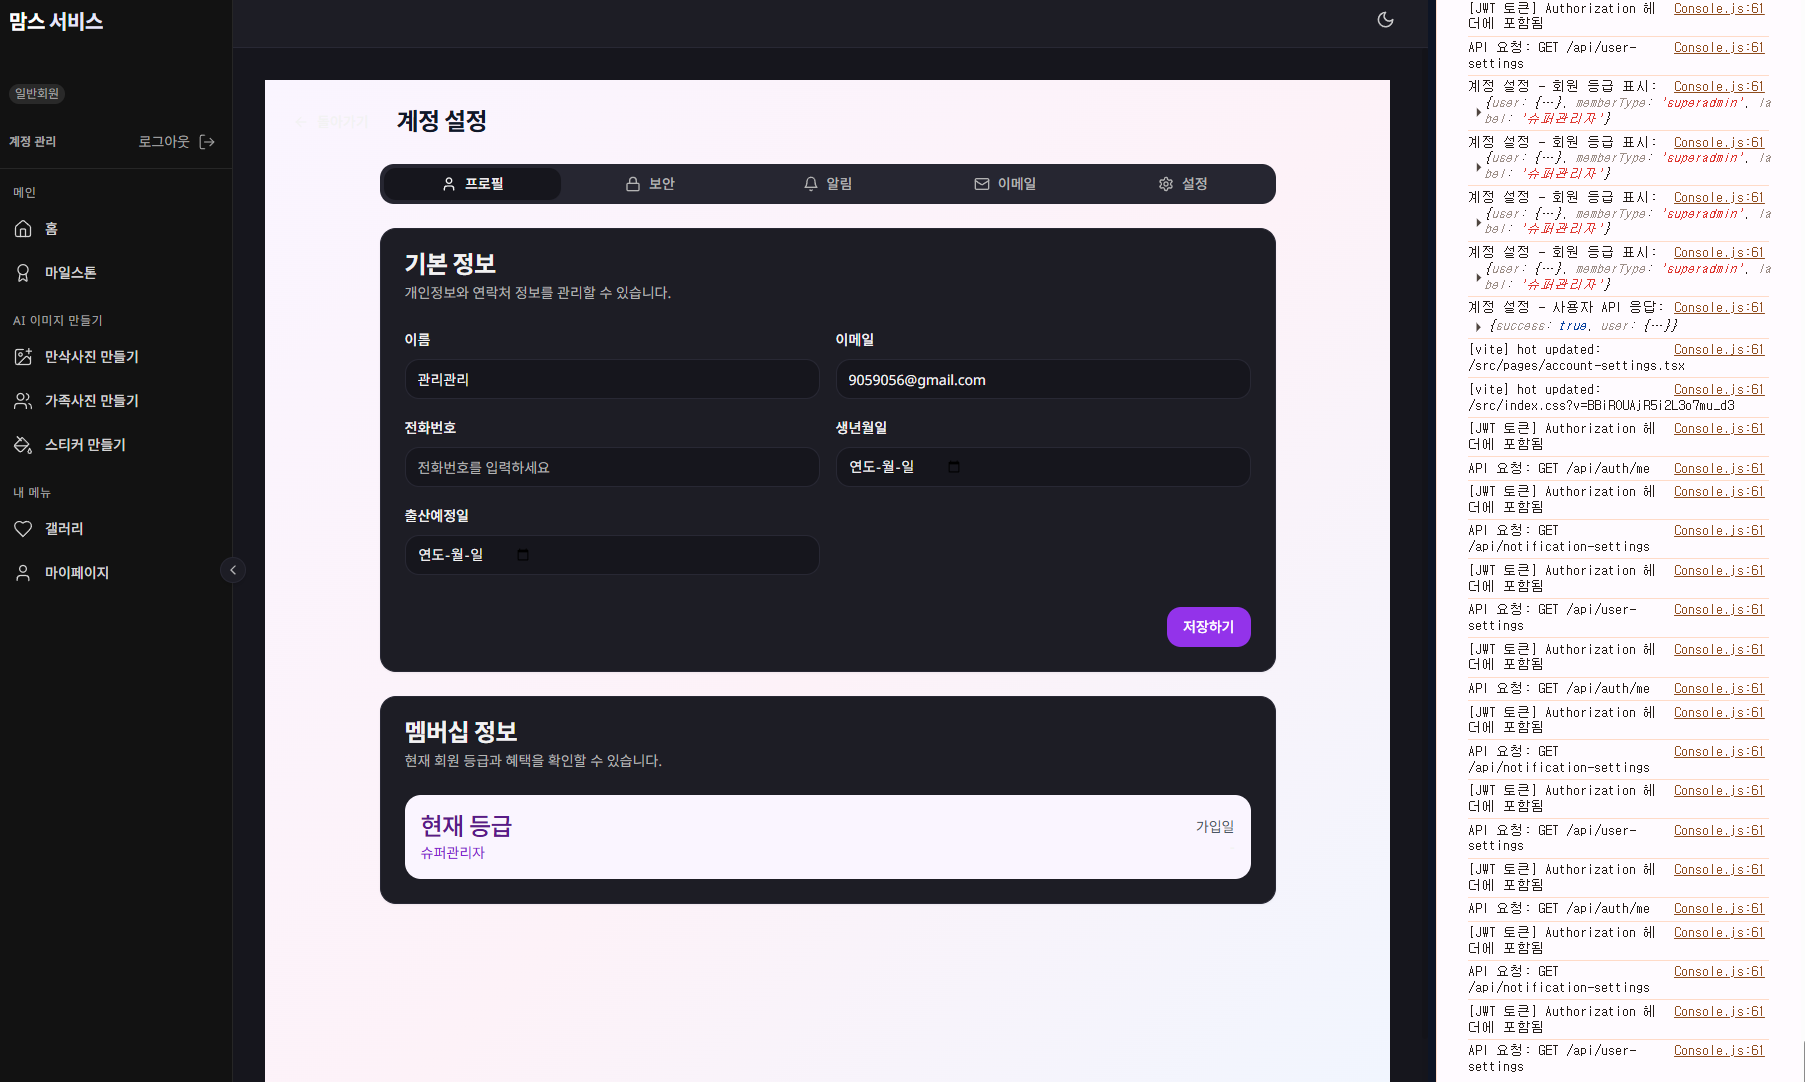 맘스 서비스
일반회원
계정 관리
로그아웃
메인
홈
마일스톤
AI 이미지 만들기
만삭사진 만들기
가족사진 만들기
스티커 만들기
내 메뉴
갤러리
마이페이지
돌아가기
계정 설정
프로필
보안
알림
이메일
설정
기본 정보
개인정보와 연락처 정보를 관리할 수 있습니다.
이름
이메일
관리관리
9059056@gmail.com
전화번호
생년월일
전화번호를 입력하세요
연도-월-일
출산예정일
연도-월-일
저장하기
멤버십 정보
현재 회원 등급과 혜택을 확인할 수 있습니다.
현재 등급
가입일
슈퍼관리자
[JWT 토큰] Authorization 헤 Console.js:61
더에 포함됨
API 요청: GET /api/user- Console.js:61
settings
계정 설정 - 회원 등급 표시: Console.js:61
{user: {…}, memberType: 'superadmin', la
bel: '슈퍼관리자'}
계정 설정 - 회원 등급 표시: Console.js:61
{user: {…}, memberType: 'superadmin', la
bel: '슈퍼관리자'}
계정 설정 - 회원 등급 표시: Console.js:61
{user: {…}, memberType: 'superadmin', la
bel: '슈퍼관리자'}
계정 설정 - 회원 등급 표시: Console.js:61
{user: {…}, memberType: 'superadmin', la
bel: '슈퍼관리자'}
계정 설정 - 사용자 API 응답: Console.js:61
{success: true, user: {…}}
[vite] hot updated: Console.js:61
/src/pages/account-settings.tsx
[vite] hot updated: Console.js:61
/src/index.css?v=BBiROUAjR5i2L3o7mu_d3
[JWT 토큰] Authorization 헤 Console.js:61
더에 포함됨
API 요청: GET /api/auth/me Console.js:61
[JWT 토큰] Authorization 헤 Console.js:61
더에 포함됨
API 요청: GET Console.js:61
/api/notification-settings
[JWT 토큰] Authorization 헤 Console.js:61
더에 포함됨
API 요청: GET /api/user- Console.js:61
settings
[JWT 토큰] Authorization 헤 Console.js:61
더에 포함됨
API 요청: GET /api/auth/me Console.js:61
[JWT 토큰] Authorization 헤 Console.js:61
더에 포함됨
API 요청: GET Console.js:61
/api/notification-settings
[JWT 토큰] Authorization 헤 Console.js:61
더에 포함됨
API 요청: GET /api/user- Console.js:61
settings
[JWT 토큰] Authorization 헤 Console.js:61
더에 포함됨
API 요청: GET /api/auth/me Console.js:61
[JWT 토큰] Authorization 헤 Console.js:61
더에 포함됨
API 요청: GET Console.js:61
/api/notification-settings
[JWT 토큰] Authorization 헤 Console.js:61
더에 포함됨
API 요청: GET /api/user- Console.js:61
settings